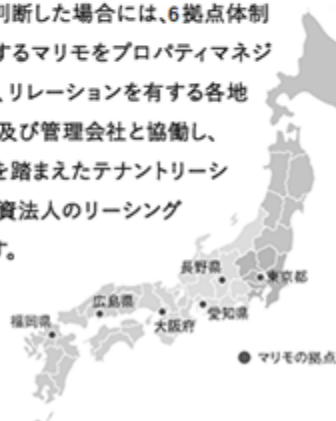 判断した場合には、6拠点体制
するマリモをプロパティマネジ
、リレーションを有する各地
及び管理会社と協働し、
を踏まえたテナントリーシ
資法人のリーシング
す。
長野県
東京都
広島県
福岡県
愛知県
大阪府
● マリモの拠点